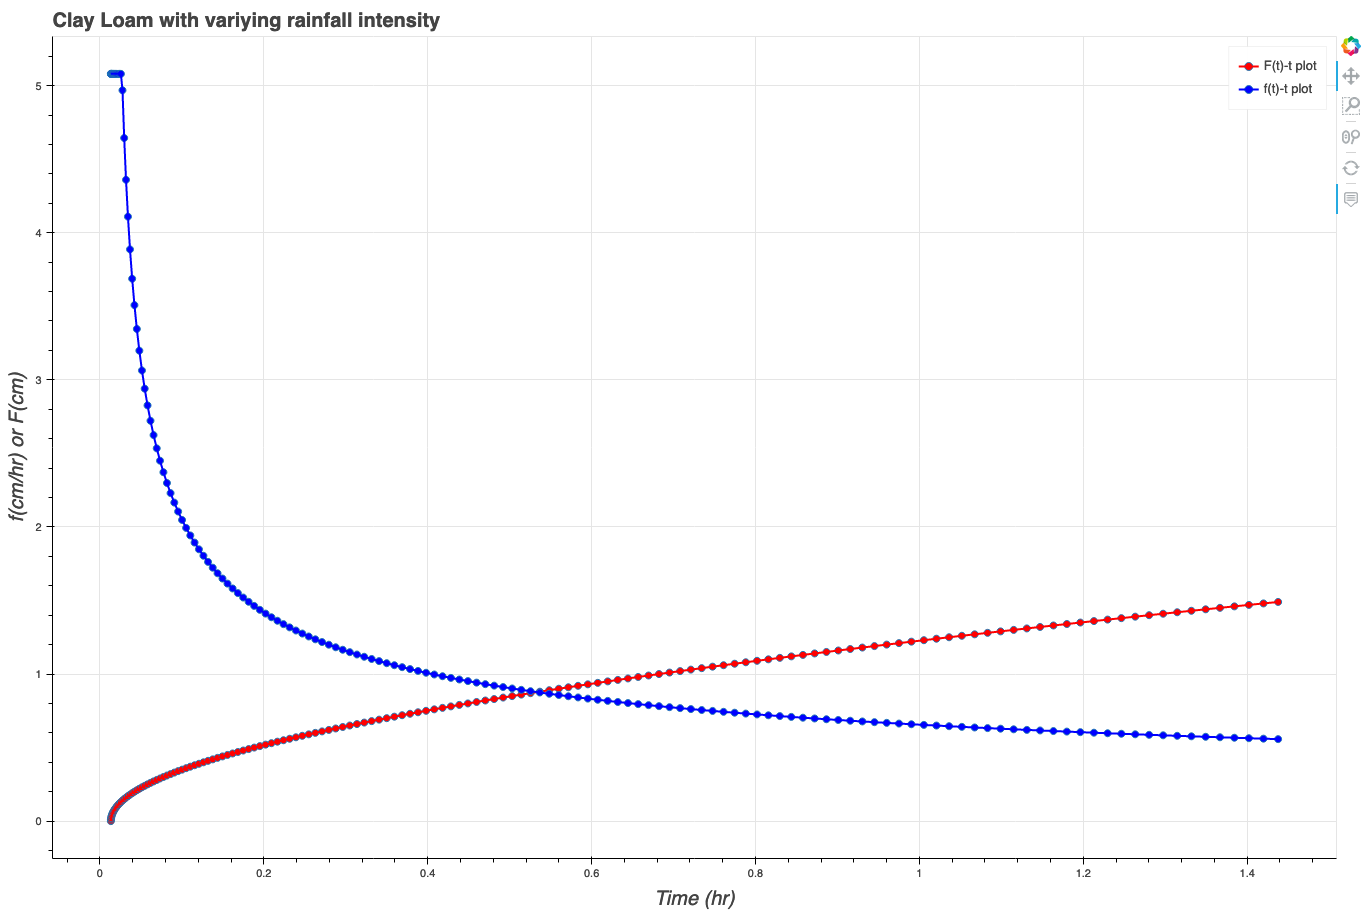 Clay Loam with variying rainfall intensity
F(t)-t plot
f(t)-t plot
5
4
3
2
1
0
f(cm/hr) or F(cm)
0
0.2
0.4
0.6
0.8
1
1.2
1.4
Time (hr)